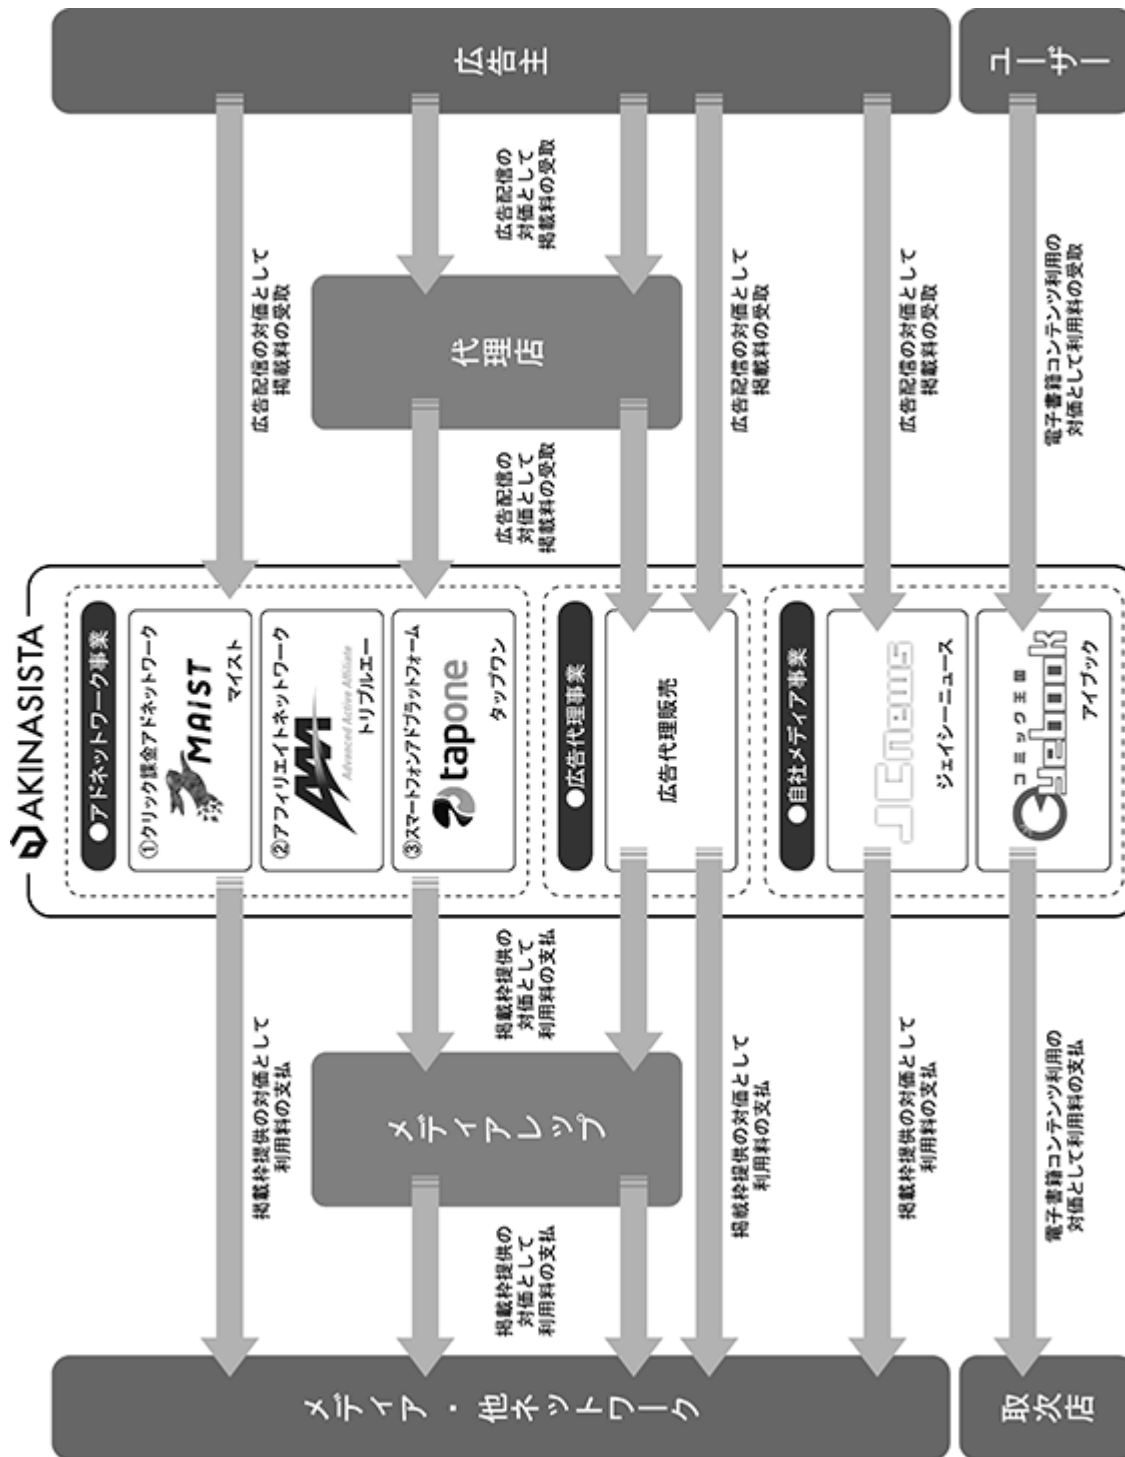 メディア・他ネットワーク
取次店
掲載枠提供の対価として
利用料の支払
掲載枠提供の
対価として
利用料の支払
メディアレップ
掲載枠提供の
対価として
利用料の支払
掲載枠提供の対価として
利用料の支払
掲載枠提供の対価として
利用料の支払
電子書籍コンテンツ利用の
対価として利用料の支払
AKINASISTA
●アドネットワーク事業
①クリック課金アドネットワーク
MAIST
マイスト
②アフィリエイトネットワーク
AAA
Advanced Active Affiliate
トリプルエー
③スマートフォンアドプラットフォーム
tapone
タップワン
●広告代理事業
広告代理販売
●自社メディア事業
JCnews
ジェイシーニュース
コミック王国
eyebook
アイブック
広告配信の対価として
掲載料の受取
広告配信の
対価として
掲載料の受取
代理店
広告配信の
対価として
掲載料の受取
広告配信の対価として
掲載料の受取
広告配信の対価として
掲載料の受取
電子書籍コンテンツ利用の
対価として利用料の受取
広告主
ユーザー